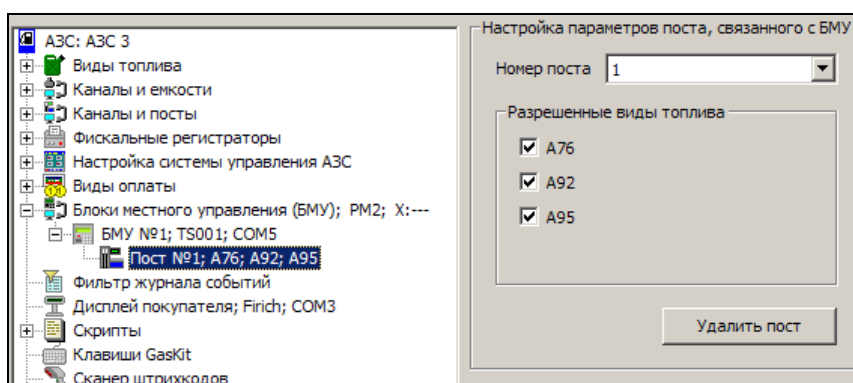 АЗС: АЗС 3
Виды топлива
Каналы и емкости
Каналы и посты
Фискальные регистраторы
Настройка системы управления АЗС
Виды оплаты
Блоки местного управления (БМУ); PM2; X:---
БМУ №1; TS001; COM5
Пост №1; А76; А92; А95
Фильтр журнала событий
Дисплей покупателя; Firich; COM3
Скрипты
Клавиши GasKit
Сканер штрихкодов
Настройка параметров поста, связанного с БМУ
Номер поста 1
Разрешенные виды топлива
А76
А92
А95
Удалить пост